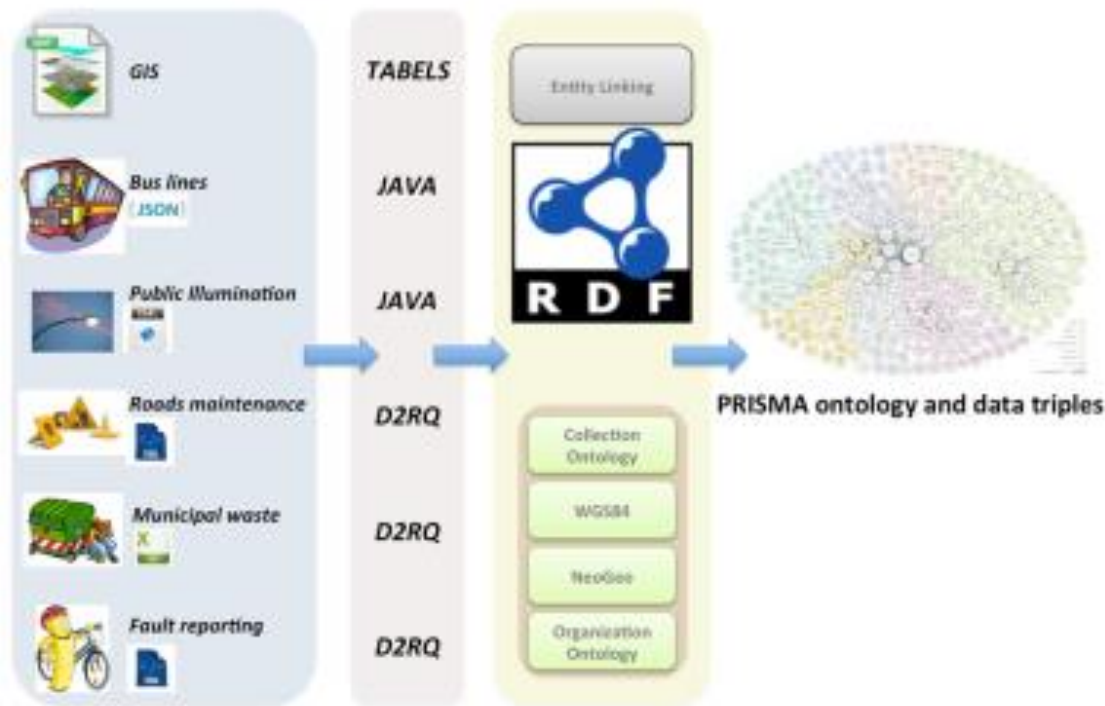 GIS
TABELS
Entity Linking
Bus lines
{JSON}
JAVA
RDF
Public Illumination
JAVA
Roads maintenance
D2RQ
PRISMA ontology and data triples
Collection
Ontology
Municipal waste
X
D2RQ
WGS84
NeoGeo
Fault reporting
D2RQ
Organization
Ontology